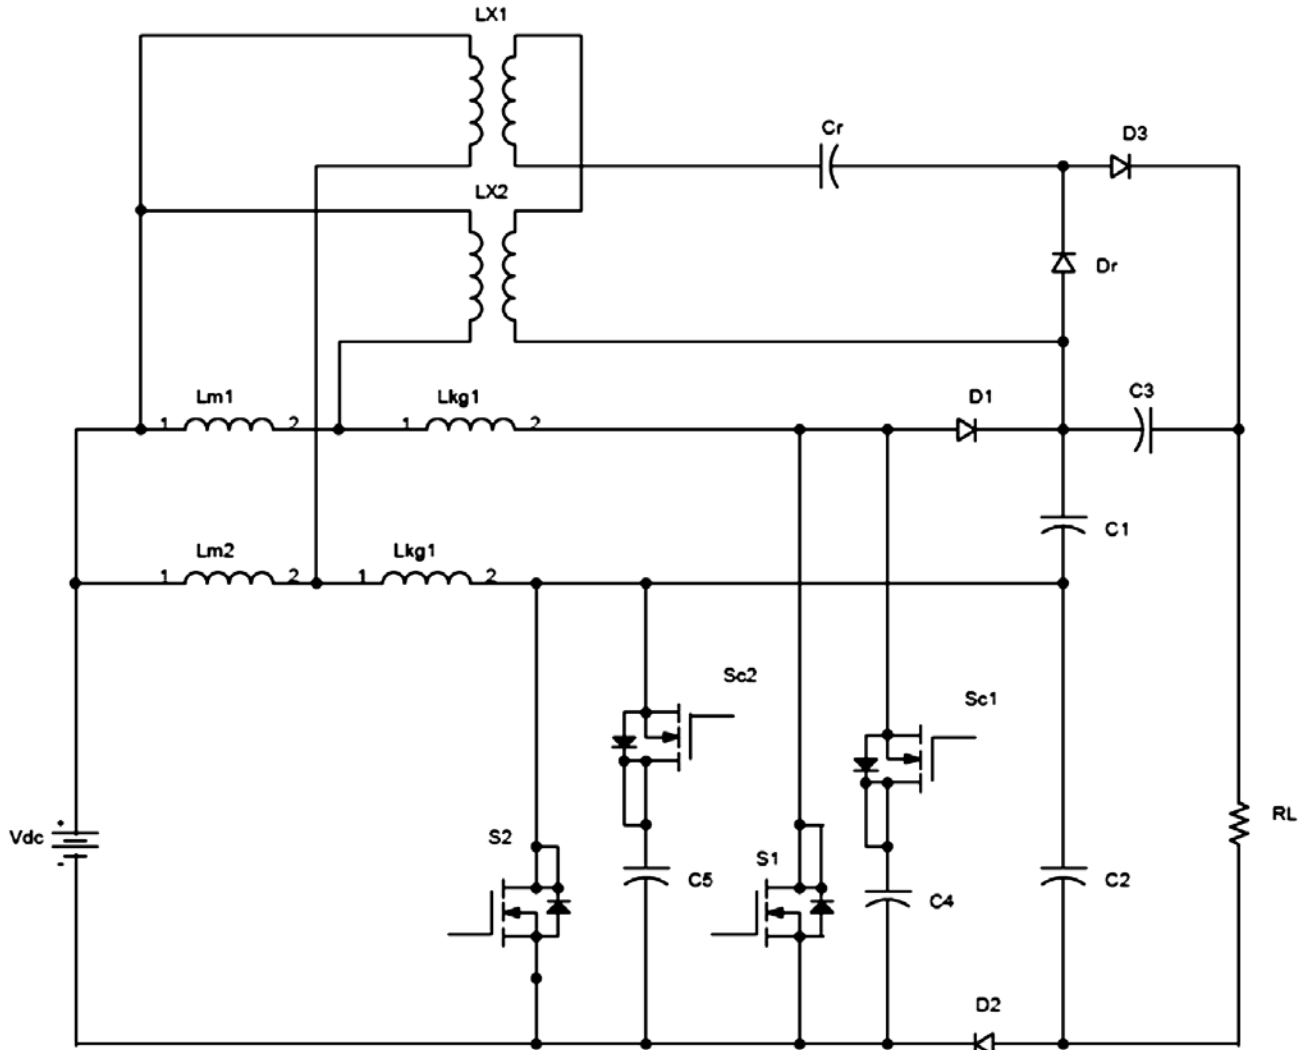 LX1
Cr
D3
LX2
Dr
Lm1
Lkg1
D1
C3
1 2 1 2
C1
Lm2
Lkg1
1 2 1 2
Sc2
Sc1
+
Vdc
-
S2
S1
RL
C5
C4
C2
D2